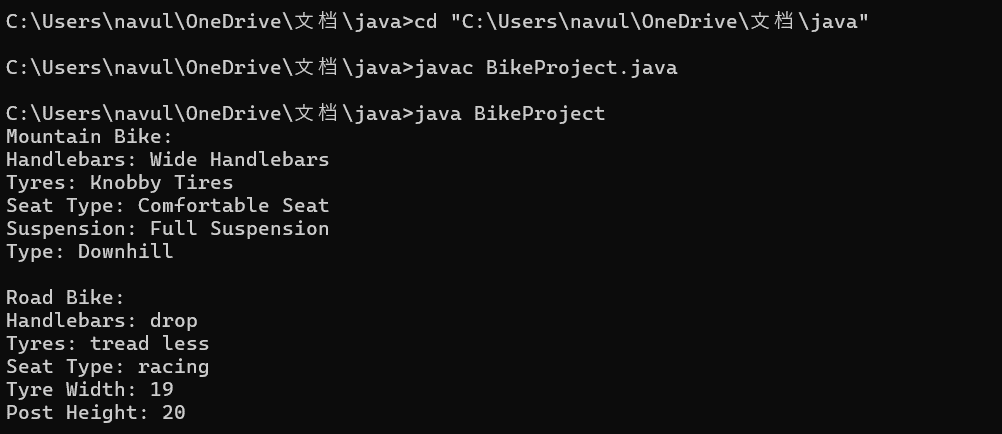 C:\Users\navul\OneDrive\文档\java>cd "C:\Users\navul\OneDrive\文档\java"
C:\Users\navul\OneDrive\文档\java>javac BikeProject.java
C:\Users\navul\OneDrive\文档\java>java BikeProject
Mountain Bike:
Handlebars: Wide Handlebars
Tyres: Knobby Tires
Seat Type: Comfortable Seat
Suspension: Full Suspension
Type: Downhill
Road Bike:
Handlebars: drop
Tyres: tread less
Seat Type: racing
Tyre Width: 19
Post Height: 20